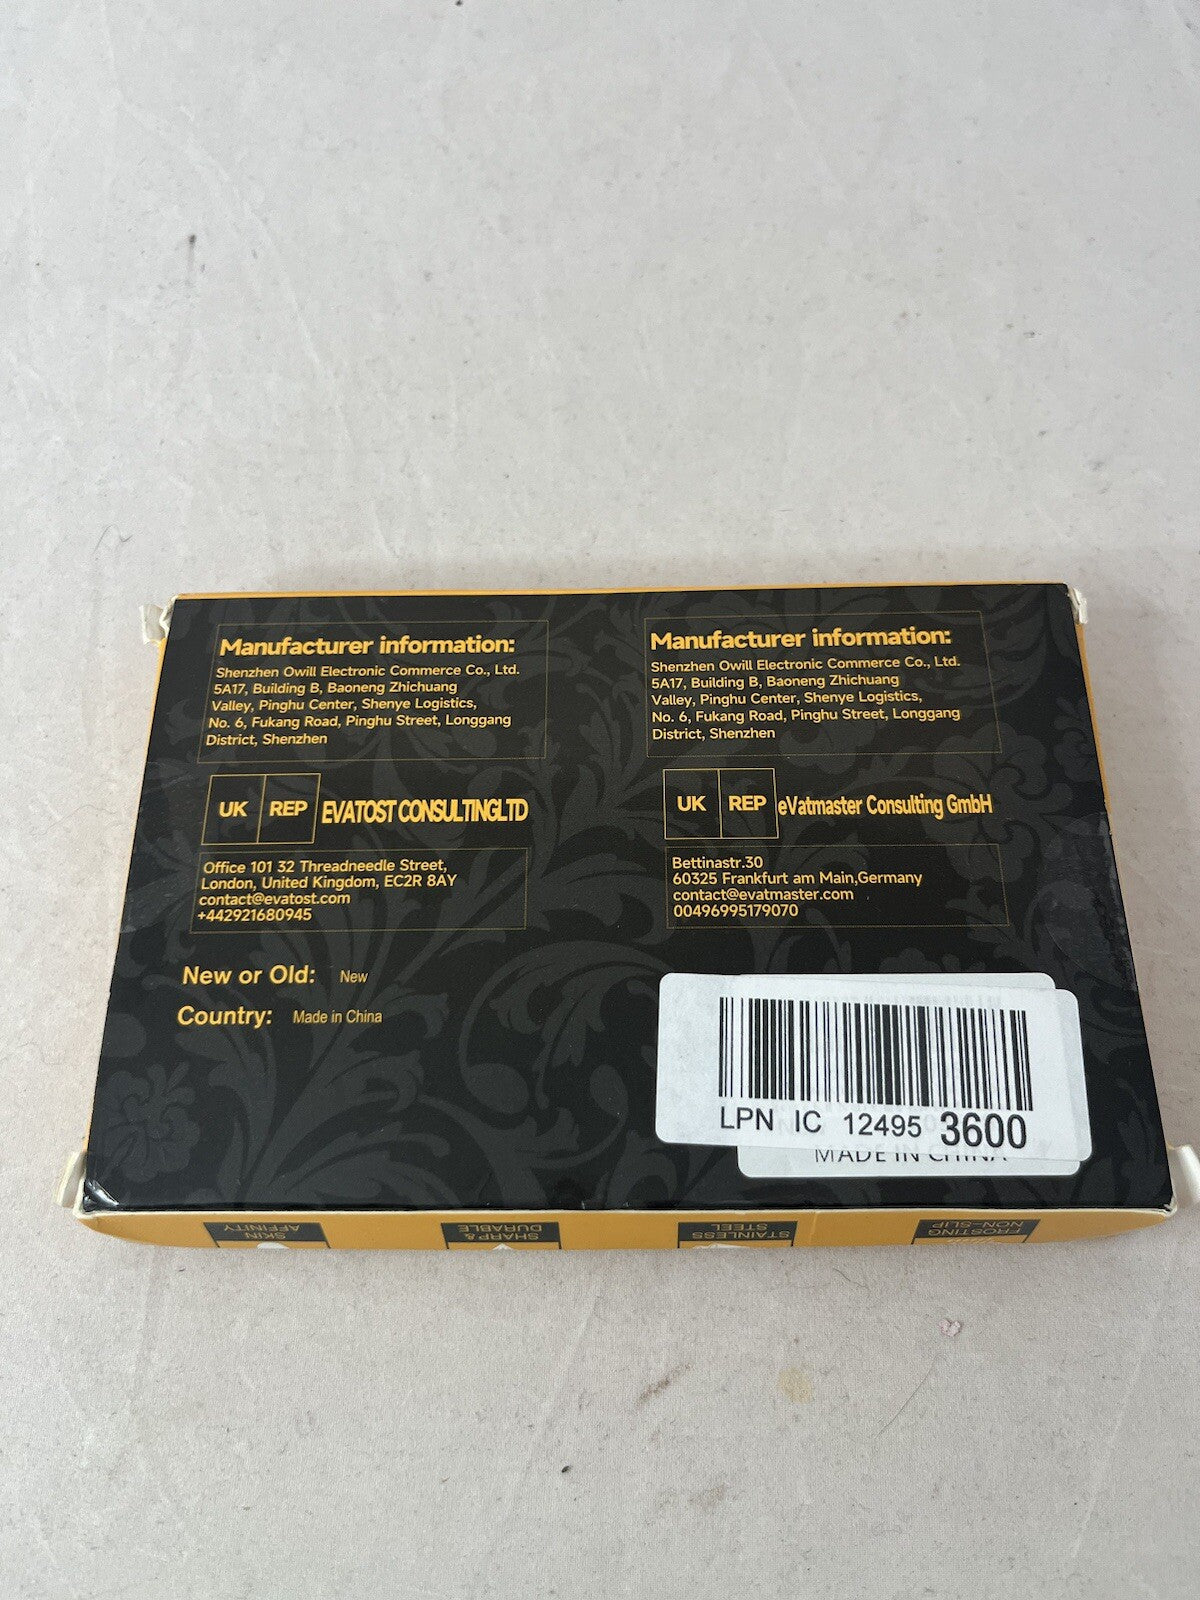 Manufacturer information:
Shenzhen Owill Electronic Commerce Co., Ltd.
5A17, Building B, Baoneng Zhichuang
Valley, Pinghu Center, Shenye Logistics,
No. 6, Fukang Road, Pinghu Street, Longgang
District, Shenzhen
UK REP EVATOST CONSULTINGLTD
Office 101 32 Threadneedle Street,
London, United Kingdom, EC2R 8AY
contact@evatost.com
+442921680945
New or Old: New
Country: Made in China
Manufacturer information:
Shenzhen Owill Electronic Commerce Co., Ltd.
5A17, Building B, Baoneng Zhichuang
Valley, Pinghu Center, Shenye Logistics,
No. 6, Fukang Road, Pinghu Street, Longgang
District, Shenzhen
UK REP eVatmaster Consulting GmbH
Bettinastr.30
60325 Frankfurt am Main,Germany
contact@evatmaster.com
00496995179070
LPN IC 12495 3600
MADE IN CHINA
SKIN
AFFINITY
SHARP &
DURABLE
STAINLESS
STEEL
FROSTING
NON-SLIP